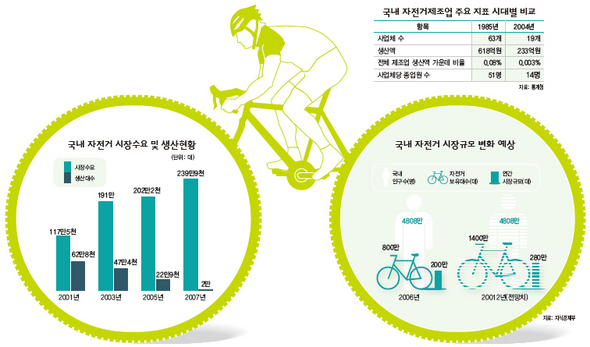 국내 자전거제조업 주요 지표 시대별 비교
항목 1985년 2004년
사업체 수 63개 19개
생산액 618억원 233억원
전체 제조업 생산액 가운데 비율 0.08% 0.003%
사업체당 종업원 수 51명 14명
자료: 통계청
국내 자전거 시장수요 및 생산현황
(단위: 대)
시장수요
생산대수
117만5천
62만8천
191만
47만4천
202만2천
22만9천
239만9천
2만
2001년 2003년 2005년 2007년
국내 자전거 시장규모 변화 예상
국내
인구수(명)
자전거
보유대수(대)
연간
시장규모(대)
4808만
800만
200만
4808만
1400만
280만
2006년 20012년(전망치)
자료: 지식경제부